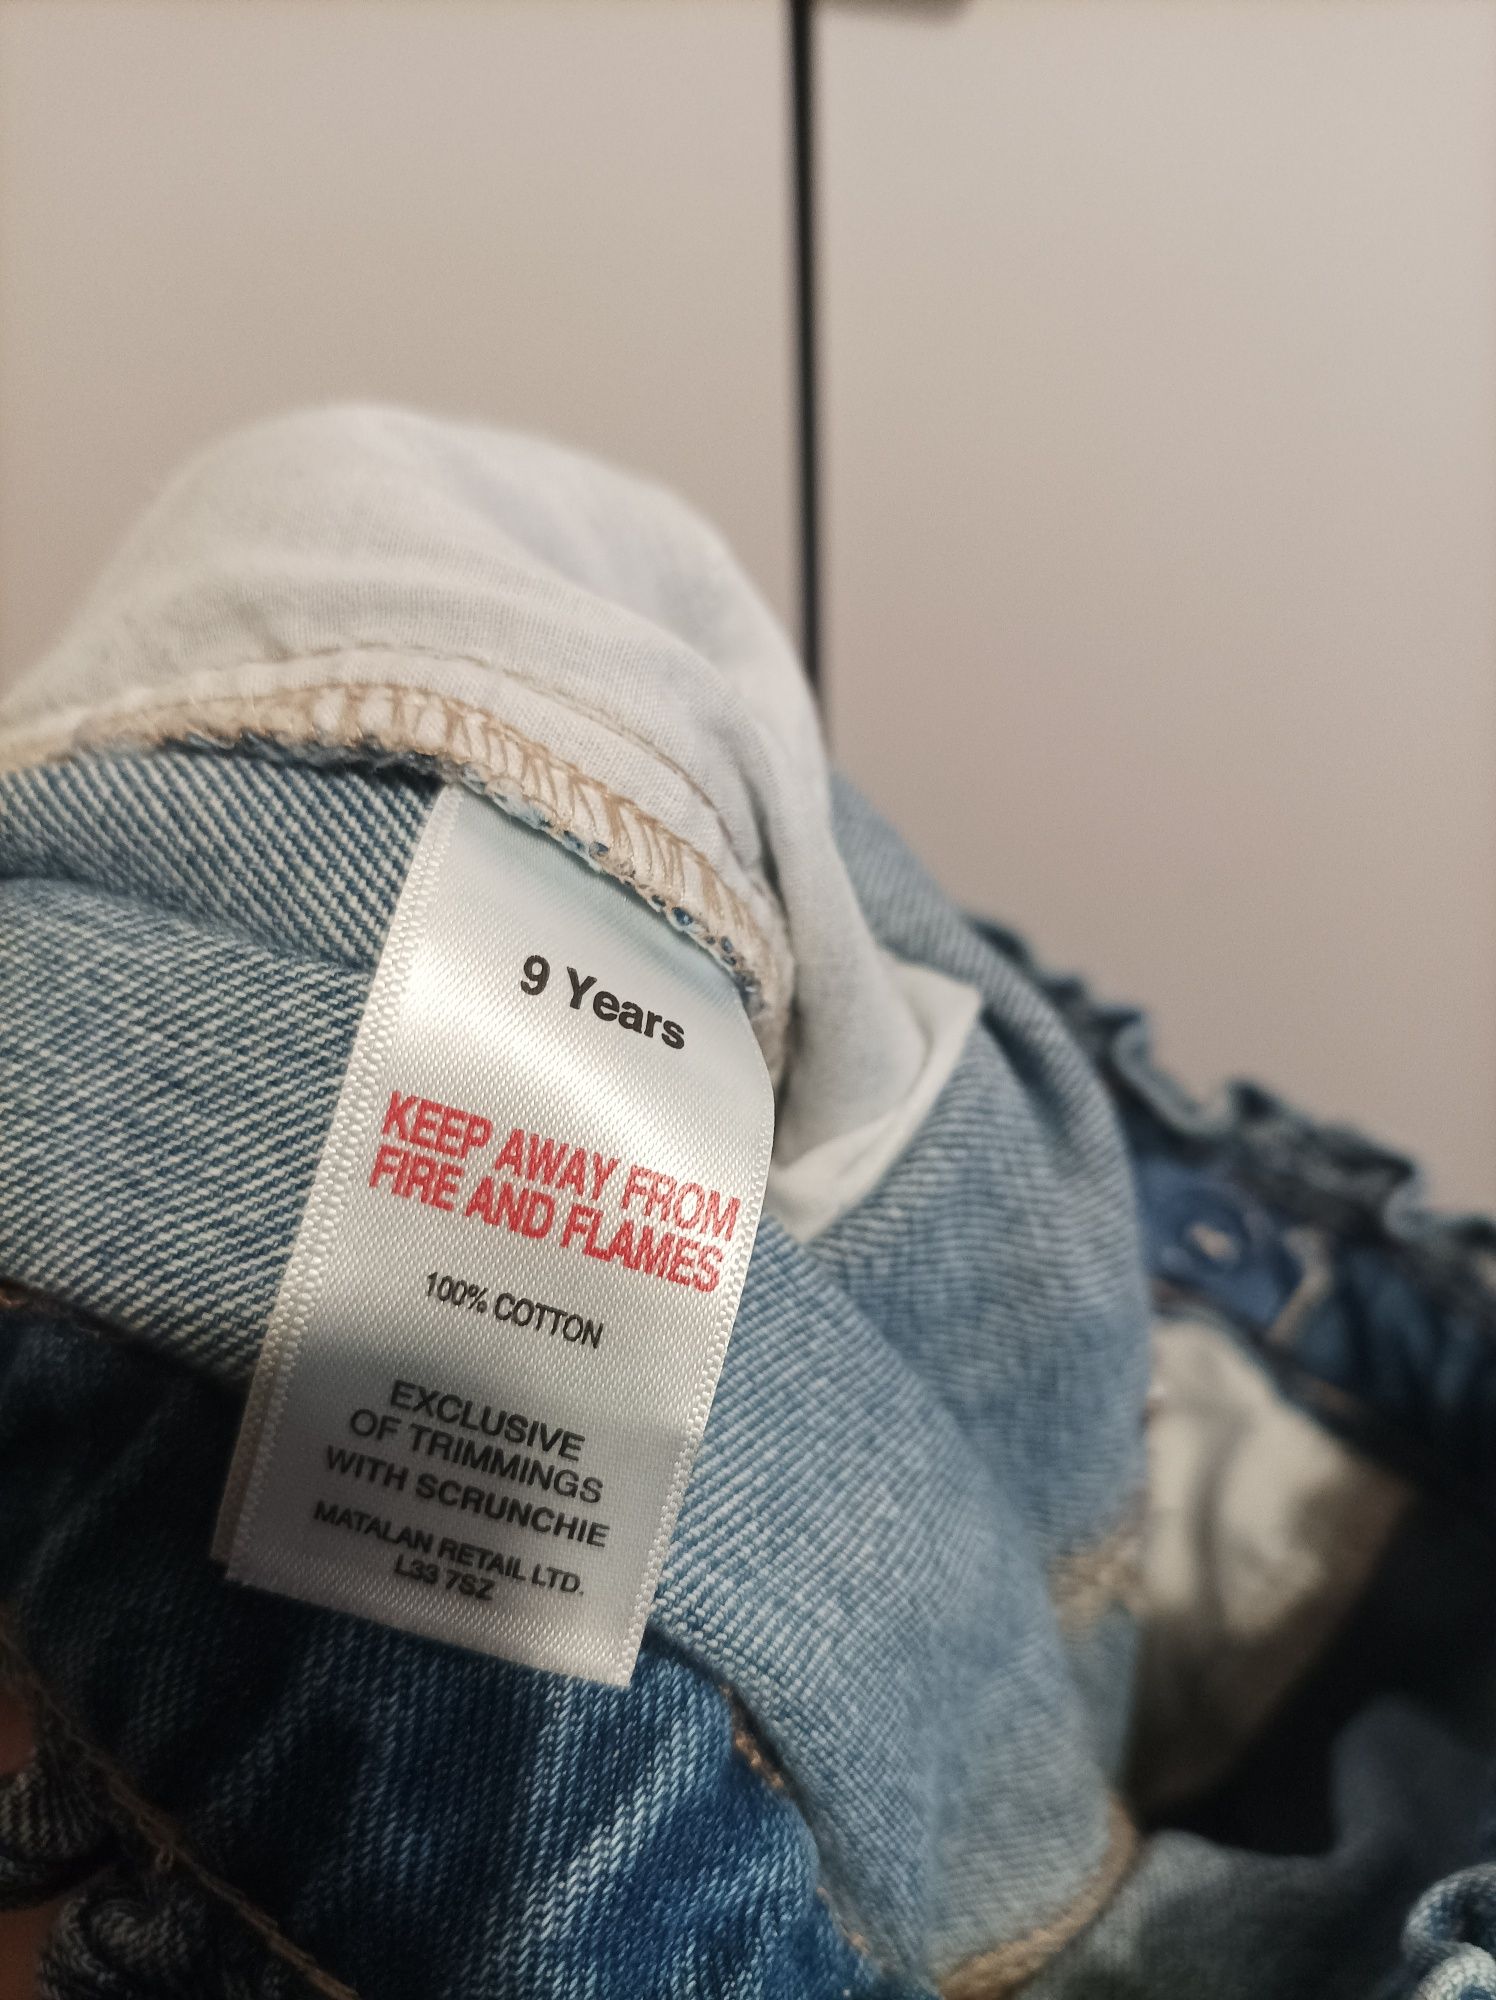 9 Years
KEEP AWAY FROM
FIRE AND FLAMES
100% COTTON
EXCLUSIVE
OF TRIMMINGS
WITH SCRUNCHIE
MATALAN RETAIL LTD.
L33 7SZ